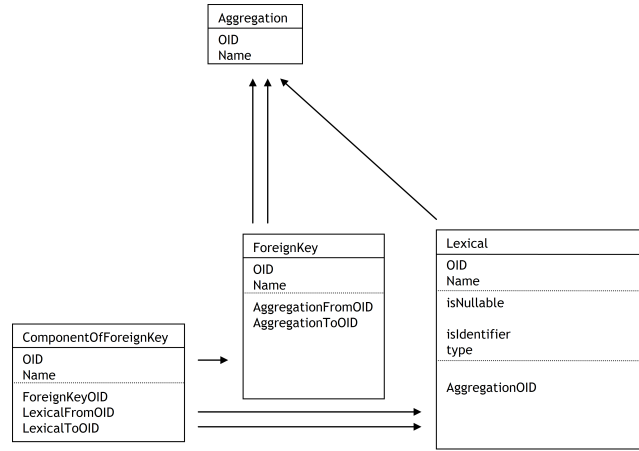 Aggregation
OID
Name
ForeignKey
OID
Name
AggregationFromOID
AggregationToOID
Lexical
OID
Name
isNullable
isIdentifier
type
AggregationOID
ComponentOfForeignKey
OID
Name
ForeignKeyOID
LexicalFromOID
LexicalToOID